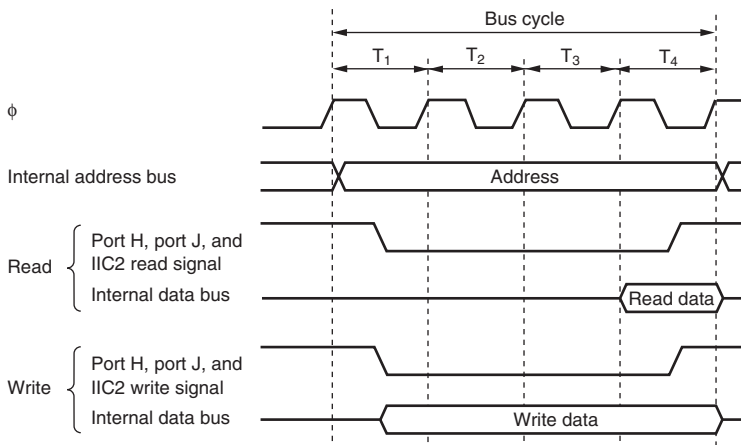 Bus cycle
T1 T2 T3 T4
ϕ
Internal address bus Address
Port H, port J, and
IIC2 read signal
Read
Internal data bus Read data
Port H, port J, and
IIC2 write signal
Write
Internal data bus Write data